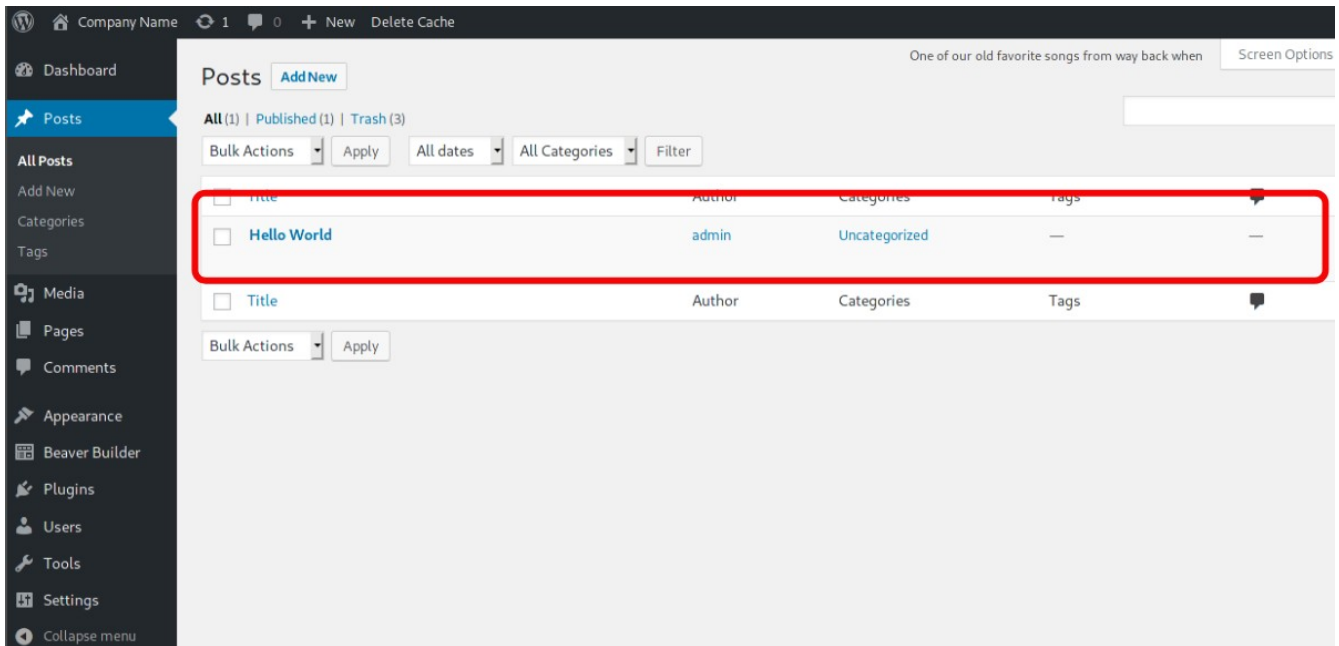 Company Name 1 0 New Delete Cache
One of our old favorite songs from way back when Screen Options
Dashboard
Posts Add New
Posts
All (1) | Published (1) | Trash (3)
Bulk Actions Apply All dates All Categories Filter
All Posts
Add New
Categories
Tags
Title Author Categories Tags
Hello World admin Uncategorized — —
Media
Title Author Categories Tags
Pages
Bulk Actions Apply
Comments
Appearance
Beaver Builder
Plugins
Users
Tools
Settings
Collapse menu